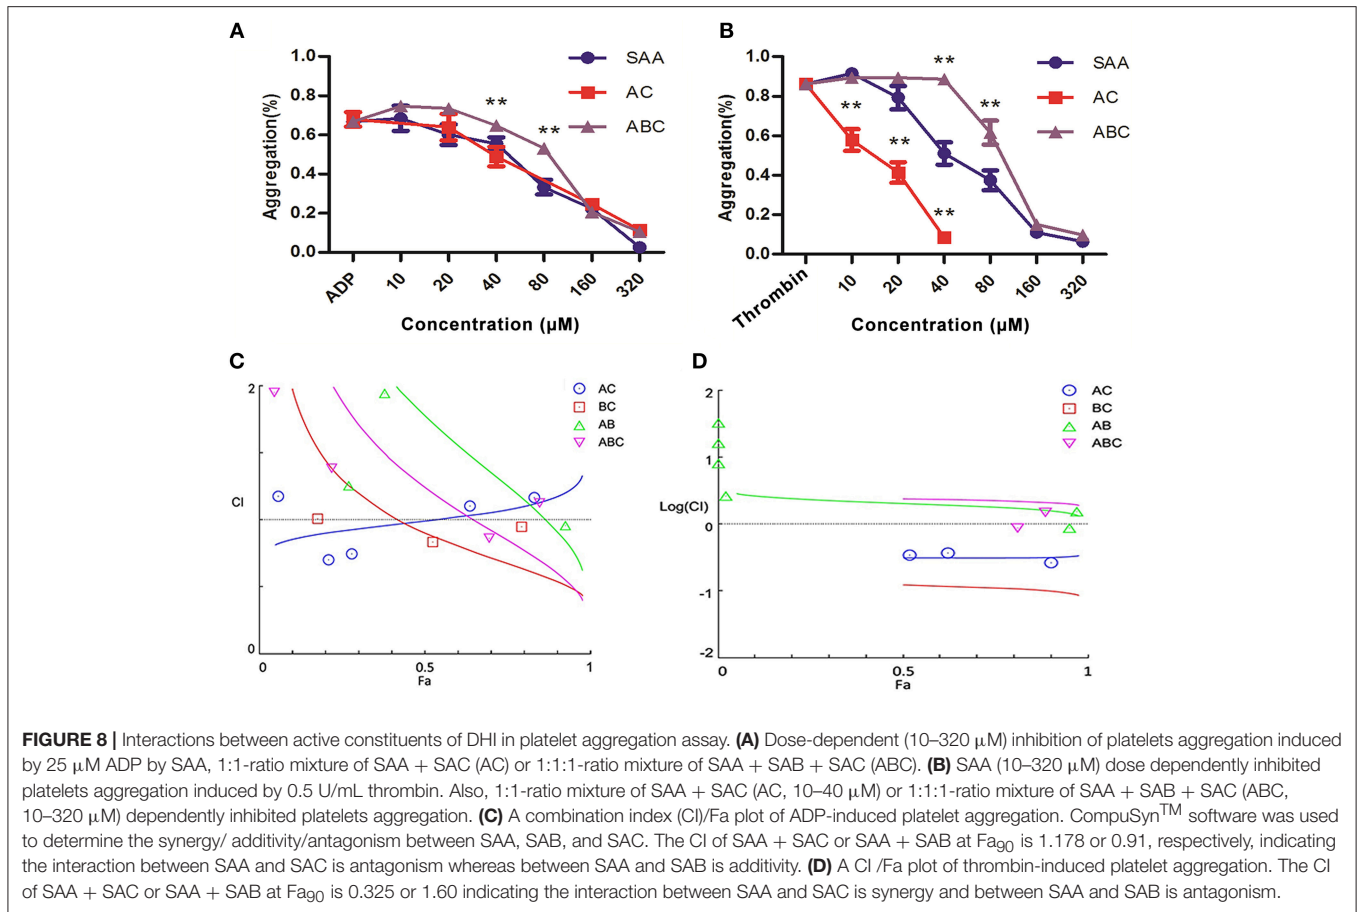 A
1.0
0.8
0.6
0.4
0.2
0.0
Aggregation(%)
SAA
AC
ABC
**
**
ADP
10
20
40
80
160
320
Concentration (µM)
B
1.0
0.8
0.6
0.4
0.2
0.0
Aggregation(%)
SAA
AC
ABC
**
**
**
**
**
Thrombin
10
20
40
80
160
320
Concentration (µM)
C
2
CI
0
0
0.5
1
Fa
AC
BC
AB
ABC
D
2
1
Log(CI)
0
-1
-2
0
0.5
1
Fa
AC
BC
AB
ABC
FIGURE 8 | Interactions between active constituents of DHI in platelet aggregation assay. (A) Dose-dependent (10–320 µM) inhibition of platelets aggregation induced
by 25 µM ADP by SAA, 1:1-ratio mixture of SAA + SAC (AC) or 1:1:1-ratio mixture of SAA + SAB + SAC (ABC). (B) SAA (10–320 µM) dose dependently inhibited
platelets aggregation induced by 0.5 U/mL thrombin. Also, 1:1-ratio mixture of SAA + SAC (AC, 10–40 µM) or 1:1:1-ratio mixture of SAA + SAB + SAC (ABC,
10–320 µM) dependently inhibited platelets aggregation. (C) A combination index (CI)/Fa plot of ADP-induced platelet aggregation. CompuSyn™ software was used
to determine the synergy/ additivity/antagonism between SAA, SAB, and SAC. The CI of SAA + SAC or SAA + SAB at Fa90 is 1.178 or 0.91, respectively, indicating
the interaction between SAA and SAC is antagonism whereas between SAA and SAB is additivity. (D) A CI /Fa plot of thrombin-induced platelet aggregation. The CI
of SAA + SAC or SAA + SAB at Fa90 is 0.325 or 1.60 indicating the interaction between SAA and SAC is synergy and between SAA and SAB is antagonism.